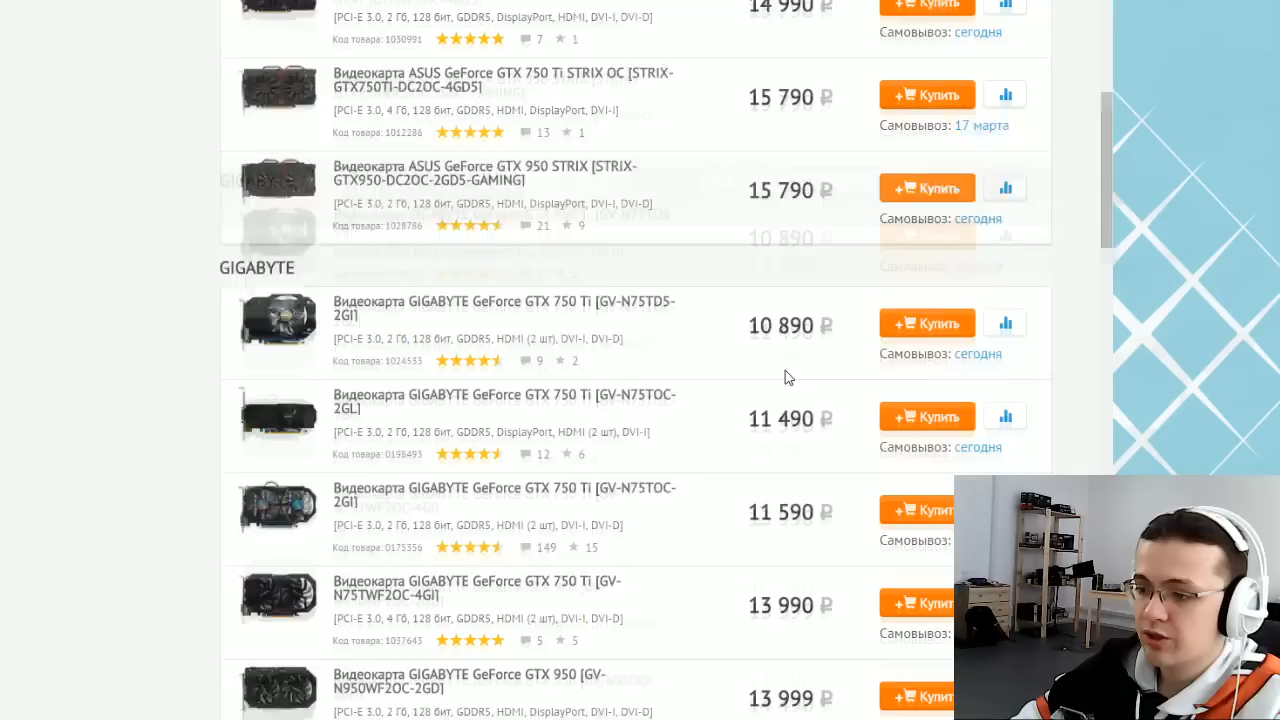 14 990 ₽
Купить
[PCI-E 3.0, 2 Гб, 128 бит, GDDR5, DisplayPort, HDMI, DVI-I, DVI-D]
Самовывоз: сегодня
Код товара: 1030991
7
1
Видеокарта ASUS GeForce GTX 750 Ti STRIX OC [STRIX-
GTX750TI-DC2OC-4GD5]
15 790 ₽
Купить
[PCI-E 3.0, 4 Гб, 128 бит, GDDR5, HDMI, DisplayPort, DVI-I]
Самовывоз: 17 марта
Код товара: 1012286
13
1
Видеокарта ASUS GeForce GTX 950 STRIX [STRIX-
GTX950-DC2OC-2GD5-GAMING]
15 790 ₽
Купить
[PCI-E 3.0, 2 Гб, 128 бит, GDDR5, HDMI, DisplayPort, DVI-I, DVI-D]
Самовывоз: сегодня
9
10 890
GIGABYTE
Видеокарта GIGABYTE GeForce GTX 750 Ti [GV-N75TD5-
2GI]
10 890 ₽
Купить
[PCI-E 3.0, 2 Гб, 128 бит, GDDR5, HDMI (2 шт), DVI-I, DVI-D]
Самовывоз: сегодня
Код товара: 1024533
9
2
Видеокарта GIGABYTE GeForce GTX 750 Ti [GV-N75TOC-
2GL]
11 490 ₽
Купить
[PCI-E 3.0, 2 Гб, 128 бит, GDDR5, DisplayPort, HDMI (2 шт), DVI-I]
Самовывоз: сегодня
Код товара: 0198493
12
6
Видеокарта GIGABYTE GeForce GTX 750 Ti [GV-N75TOC-
2GI]
11 590 ₽
Купит
[PCI-E 3.0, 2 Гб, 128 бит, GDDR5, HDMI (2 шт), DVI-I, DVI-D]
Самовывоз:
Код товара: 0175356
149
15
Видеокарта GIGABYTE GeForce GTX 750 Ti [GV-
N75TWF2OC-4GI]
13 990 ₽
Купит
[PCI-E 3.0, 4 Гб, 128 бит, GDDR5, HDMI (2 шт), DVI-I, DVI-D]
Самовывоз:
Код товара: 1037643
5
5
Видеокарта GIGABYTE GeForce GTX 950 [GV-
N950WF2OC-2GD]
13 999 ₽
Купит
[PCI-E 3.0, 2 Гб, 128 бит, GDDR5, HDMI, DisplayPort, DVI-I, DVI-D]